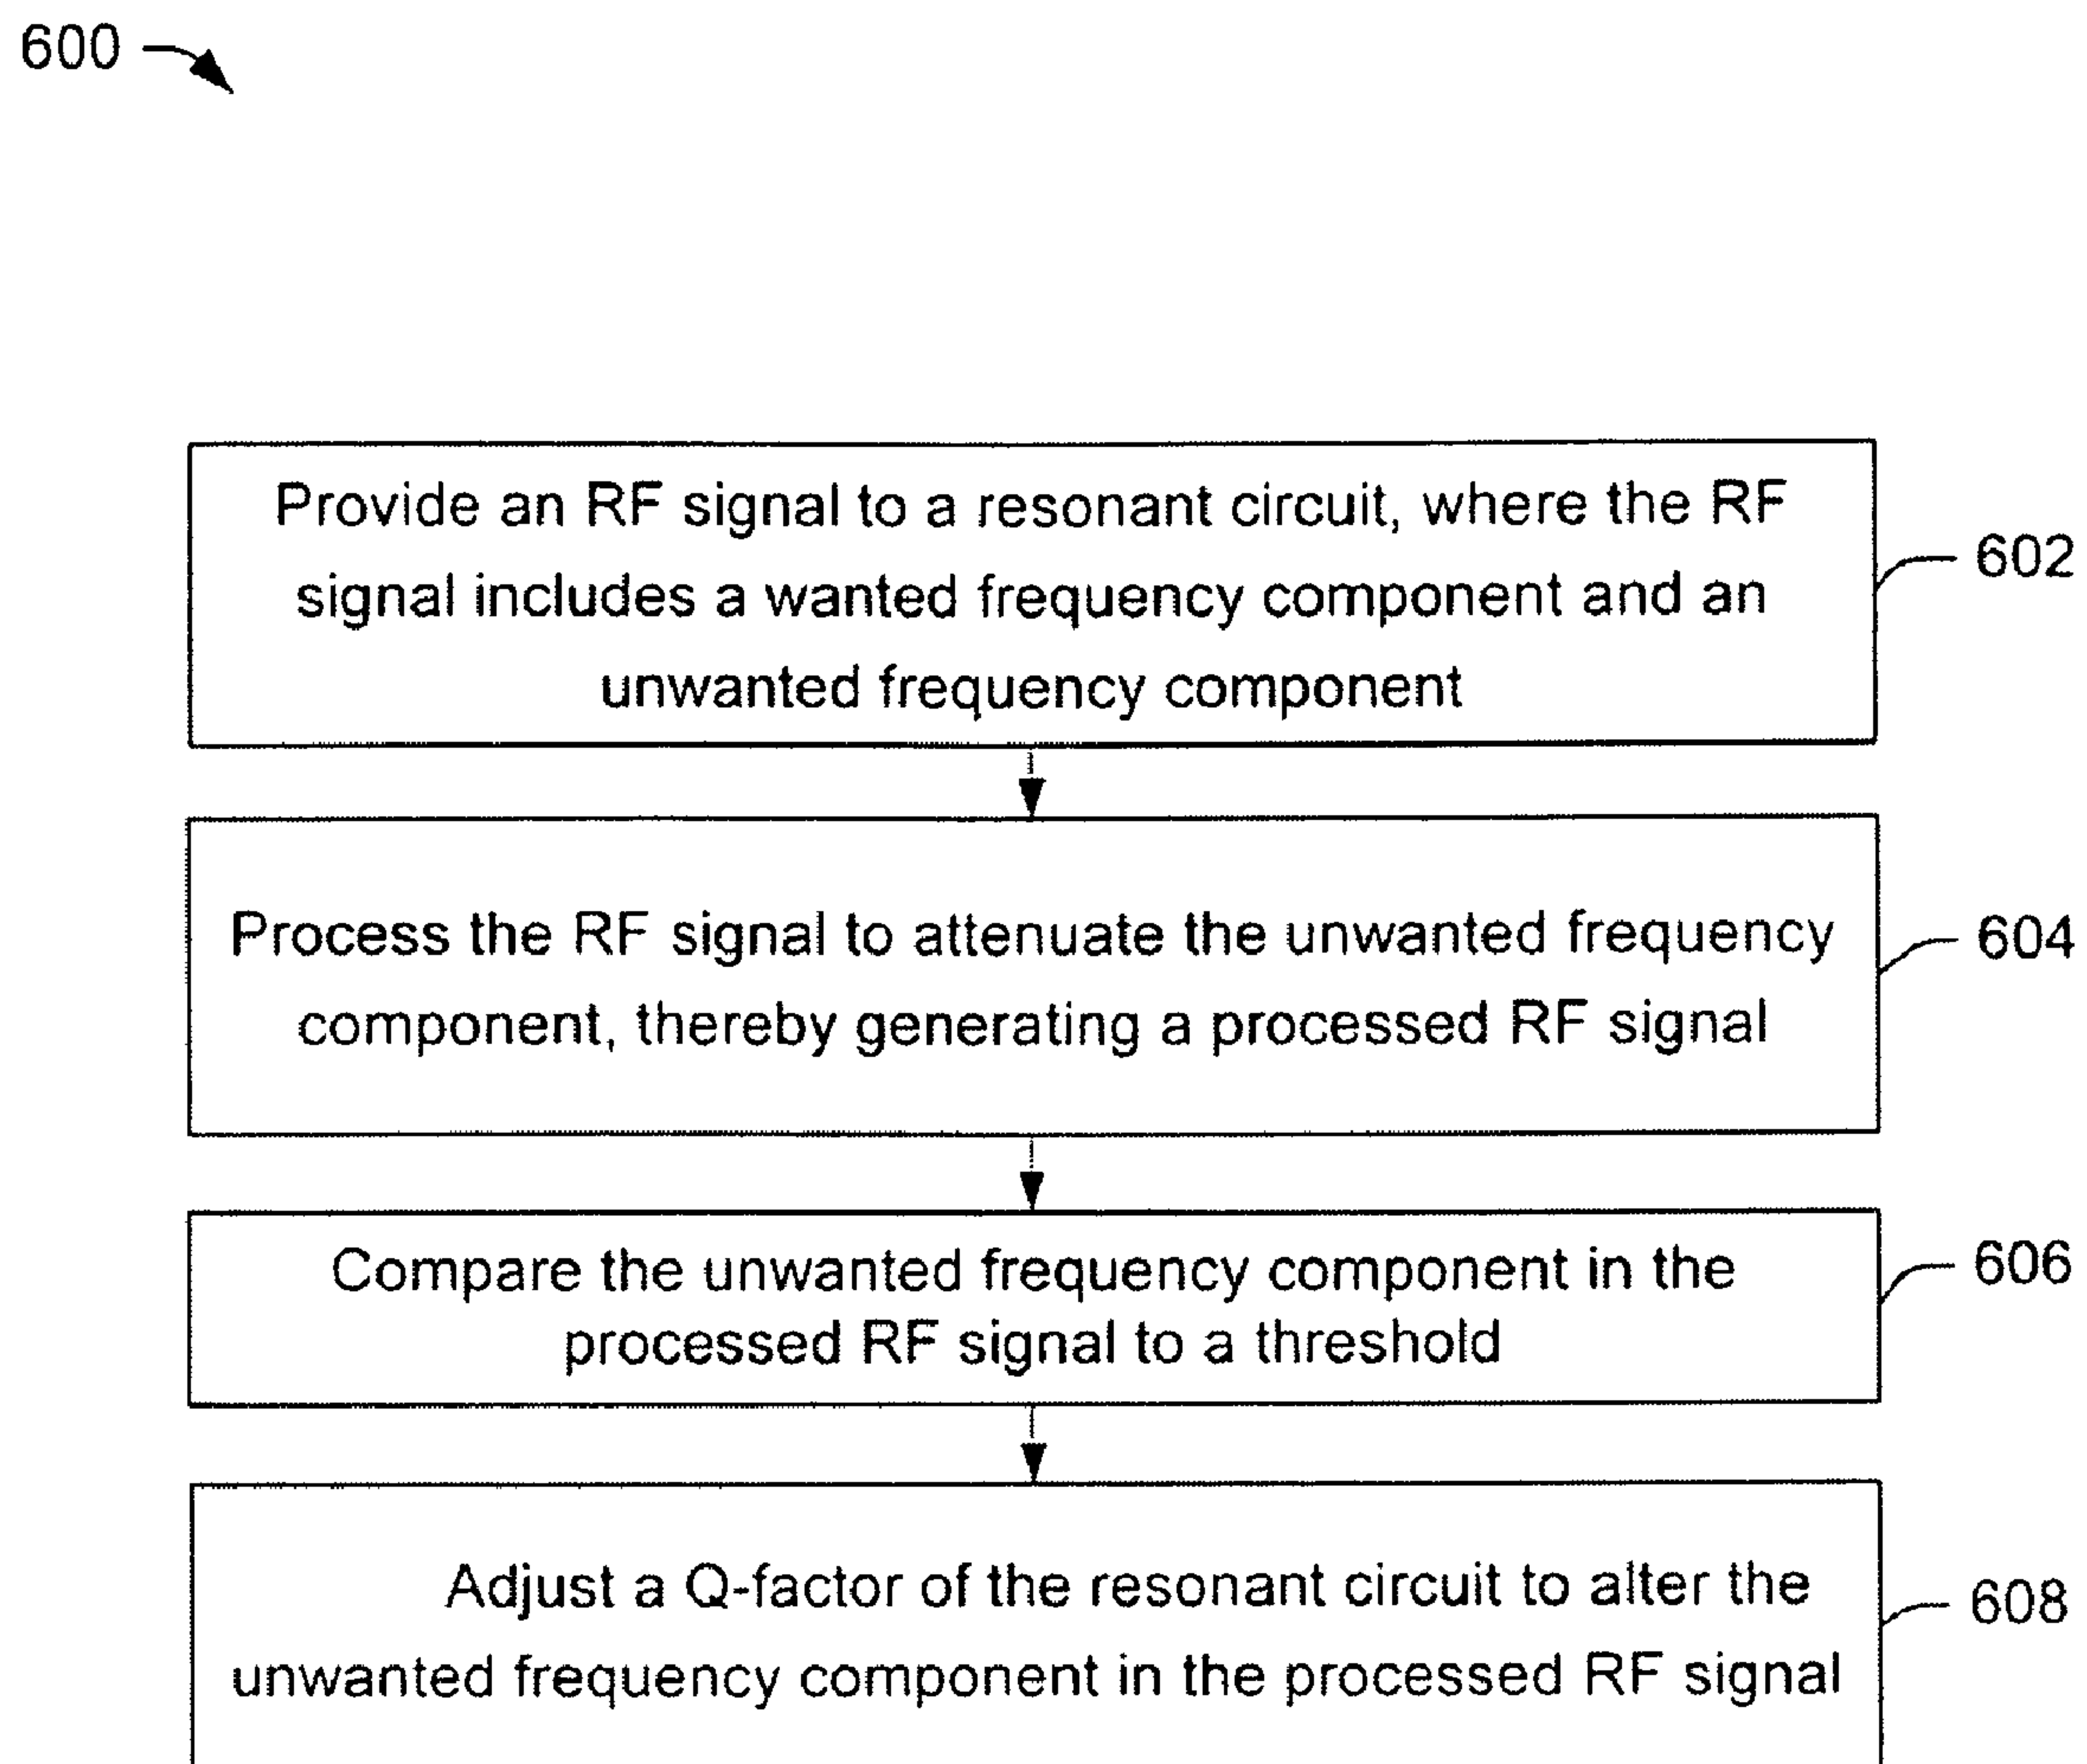 600
Provide an RF signal to a resonant circuit, where the RF
signal includes a wanted frequency component and an
unwanted frequency component
602
Process the RF signal to attenuate the unwanted frequency
component, thereby generating a processed RF signal
604
Compare the unwanted frequency component in the
processed RF signal to a threshold
606
Adjust a Q-factor of the resonant circuit to alter the
unwanted frequency component in the processed RF signal
608